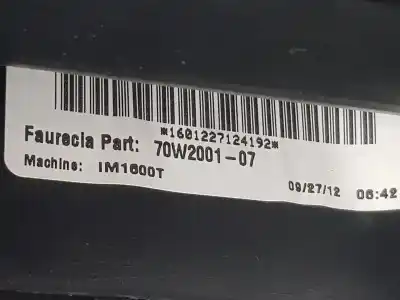 *1601227124192*
Faurecia Part: 70W2001-07
Machine: IM1600T
09/27/12 06:42